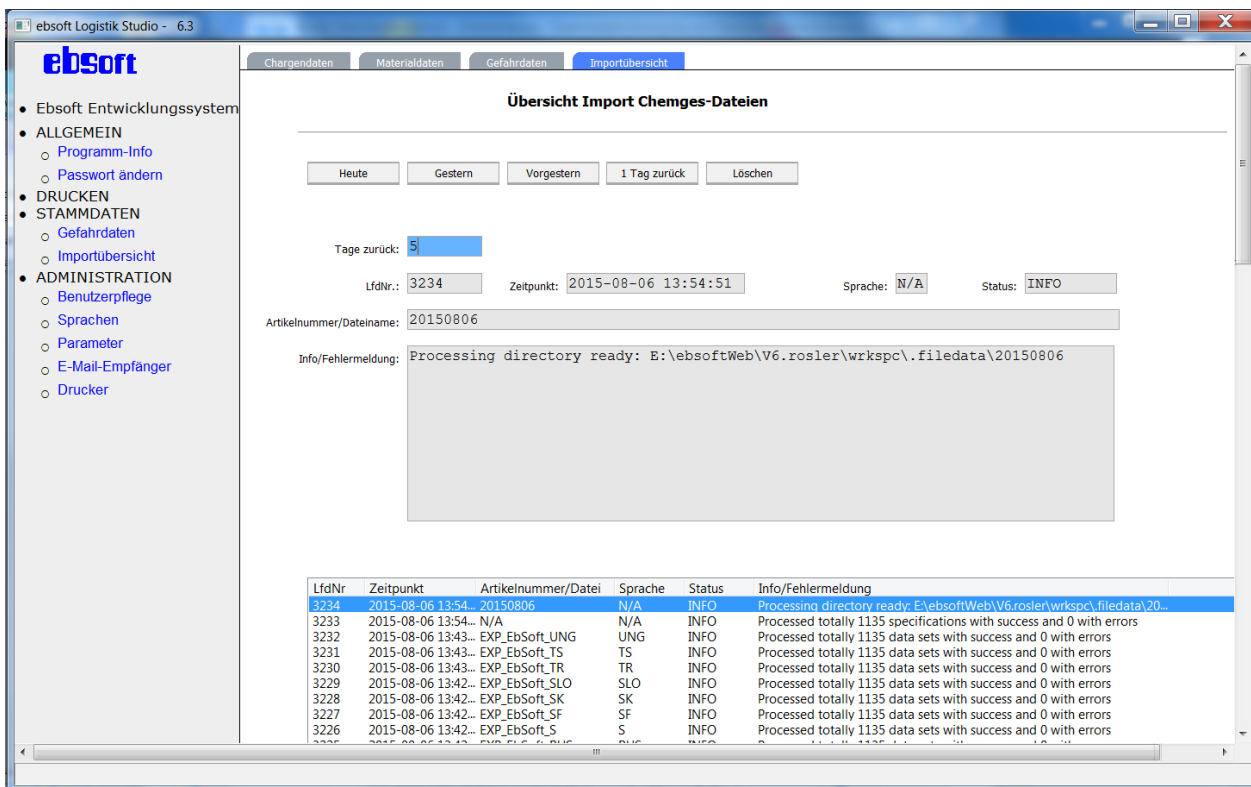 ebsoft Logistik Studio - 6.3
ebsoft
Chargendaten Materialdaten Gefahrdaten Importübersicht
• Ebsoft Entwicklungssystem
• ALLGEMEIN
○ Programm-Info
○ Passwort ändern
• DRUCKEN
• STAMMDATEN
○ Gefahrdaten
○ Importübersicht
• ADMINISTRATION
○ Benutzerpflege
○ Sprachen
○ Parameter
○ E-Mail-Empfänger
○ Drucker
Übersicht Import Chemges-Dateien
Heute Gestern Vorgestern 1 Tag zurück Löschen
Tage zurück: 5
LfdNr.: 3234 Zeitpunkt: 2015-08-06 13:54:51 Sprache: N/A Status: INFO
Artikelnummer/Dateiname: 20150806
Info/Fehlermeldung: Processing directory ready: E:\ebsoftWeb\V6.rosler\wrkspc\.filedata\20150806
LfdNr Zeitpunkt Artikelnummer/Datei Sprache Status Info/Fehlermeldung
3234 2015-08-06 13:54... 20150806 N/A INFO Processing directory ready: E:\ebsoftWeb\V6.rosler\wrkspc\.filedata\20...
3233 2015-08-06 13:54... N/A N/A INFO Processed totally 1135 specifications with success and 0 with errors
3232 2015-08-06 13:43... EXP_EbSoft_UNG UNG INFO Processed totally 1135 data sets with success and 0 with errors
3231 2015-08-06 13:43... EXP_EbSoft_TS TS INFO Processed totally 1135 data sets with success and 0 with errors
3230 2015-08-06 13:43... EXP_EbSoft_TR TR INFO Processed totally 1135 data sets with success and 0 with errors
3229 2015-08-06 13:42... EXP_EbSoft_SLO SLO INFO Processed totally 1135 data sets with success and 0 with errors
3228 2015-08-06 13:42... EXP_EbSoft_SK SK INFO Processed totally 1135 data sets with success and 0 with errors
3227 2015-08-06 13:42... EXP_EbSoft_SF SF INFO Processed totally 1135 data sets with success and 0 with errors
3226 2015-08-06 13:42... EXP_EbSoft_S S INFO Processed totally 1135 data sets with success and 0 with errors